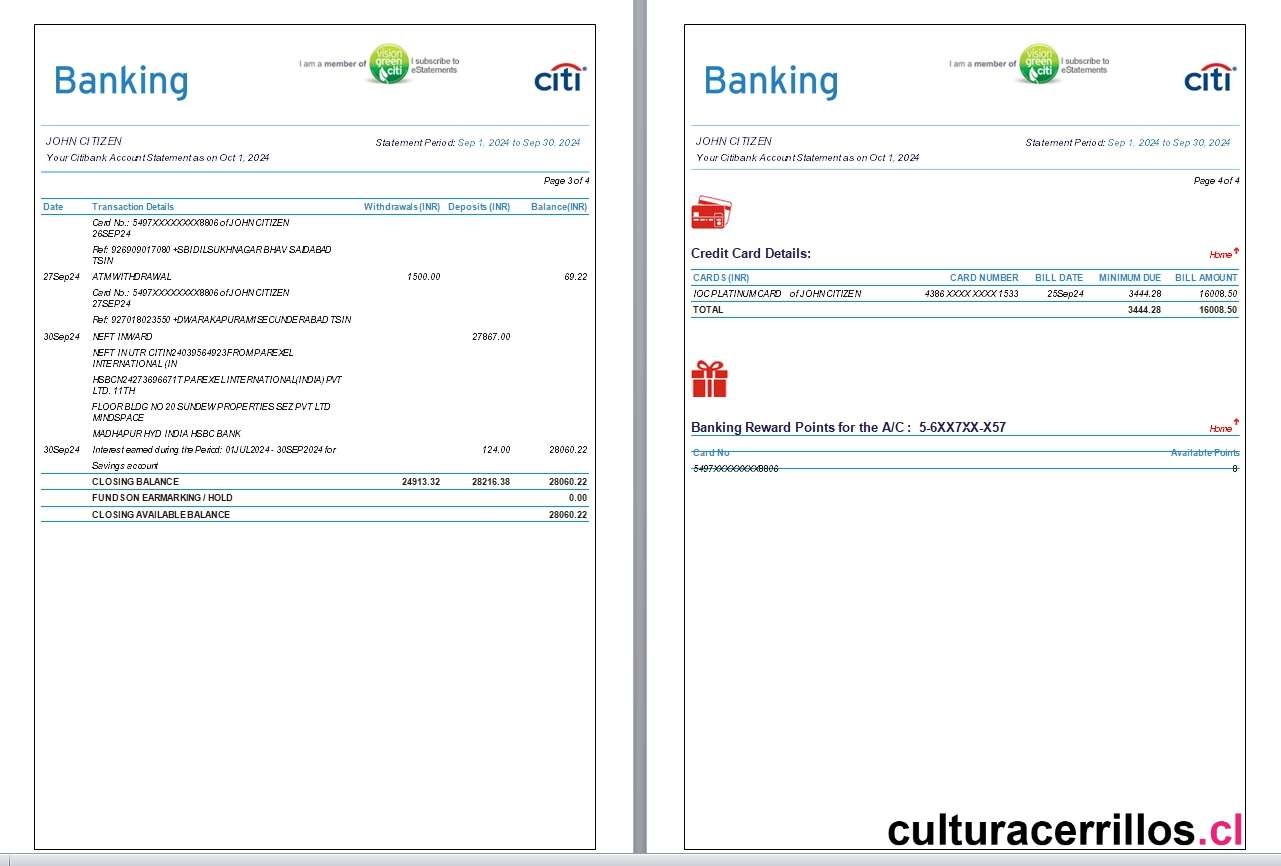 Banking
I am a member of vision green citi I subscribe to eStatements
citi
JOHN CITIZEN
Statement Period: Sep 1, 2024 to Sep 30, 2024
Your Citibank Account Statement as on Oct 1, 2024
Page 3 of 4
Date Transaction Details Withdrawals (INR) Deposits (INR) Balance(INR)
Card No.: 5497XXXXXXXX8806 of JOHN CITIZEN
26SEP24
Ref: 926909017080 +SBI DILSUKHNAGAR BHAV SAIDABAD
TSIN
27Sep24 ATM WITHDRAWAL 1500.00 69.22
Card No.: 5497XXXXXXXX8806 of JOHN CITIZEN
27SEP24
Ref: 927018023550 +DWARAKAPURAM1SECUNDERABAD TSIN
30Sep24 NEFT INWARD 27867.00
NEFT IN UTR CITIN24039564923 FROM PAREXEL
INTERNATIONAL (IN
HSBCN24273696671T PAREXEL INTERNATIONAL(INDIA) PVT
LTD. 11TH
FLOOR BLDG NO 20 SUNDEW PROPERTIES SEZ PVT LTD
MINDSPACE
MADHAPUR HYD INDIA HSBC BANK
30Sep24 Interest earned during the Period: 01JUL2024 - 30SEP2024 for 124.00 28060.22
Savings account
CLOSING BALANCE 24913.32 28216.38 28060.22
FUNDS ON EARMARKING / HOLD 0.00
CLOSING AVAILABLE BALANCE 28060.22
Banking
I am a member of vision green citi I subscribe to eStatements
citi
JOHN CITIZEN
Statement Period: Sep 1, 2024 to Sep 30, 2024
Your Citibank Account Statement as on Oct 1, 2024
Page 4 of 4
Credit Card Details: Home
CARDS (INR) CARD NUMBER BILL DATE MINIMUM DUE BILL AMOUNT
IOC PLATINUM CARD of JOHN CITIZEN 4386 XXXX XXXX 1533 25Sep24 3444.28 16008.50
TOTAL 3444.28 16008.50
Banking Reward Points for the A/C : 5-6XX7XX-X57 Home
Card No Available Points
5497XXXXXXXX8806 0
culturacerrillos.cl